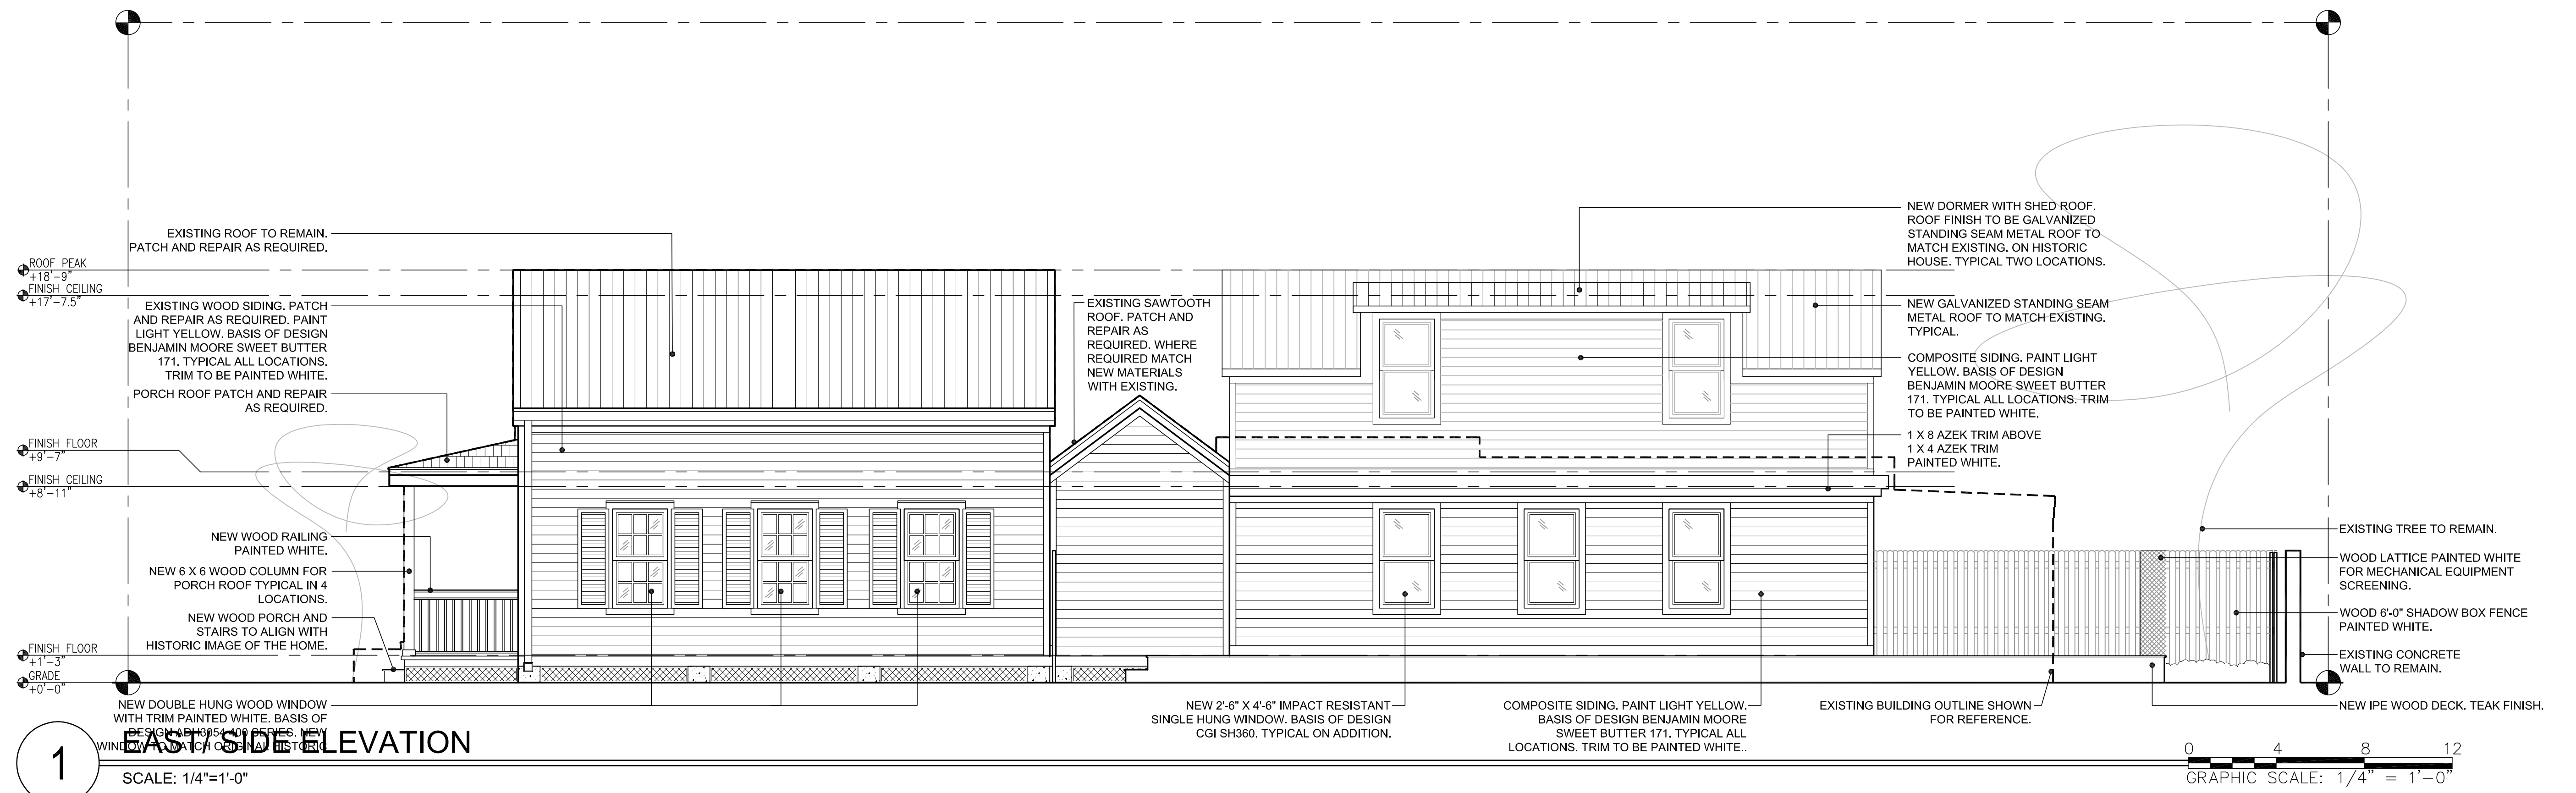 EXISTING ROOF TO REMAIN.
PATCH AND REPAIR AS REQUIRED.
ROOF PEAK
+18'-9"
FINISH CEILING
+17'-7.5"
EXISTING WOOD SIDING. PATCH
AND REPAIR AS REQUIRED. PAINT
LIGHT YELLOW. BASIS OF DESIGN
BENJAMIN MOORE SWEET BUTTER
171. TYPICAL ALL LOCATIONS.
TRIM TO BE PAINTED WHITE.
PORCH ROOF PATCH AND REPAIR
AS REQUIRED.
FINISH FLOOR
+9'-7"
FINISH CEILING
+8'-11"
NEW WOOD RAILING
PAINTED WHITE.
NEW 6 X 6 WOOD COLUMN FOR
PORCH ROOF TYPICAL IN 4
LOCATIONS.
NEW WOOD PORCH AND
STAIRS TO ALIGN WITH
HISTORIC IMAGE OF THE HOME.
FINISH FLOOR
+1'-3"
GRADE
+0'-0"
NEW DOUBLE HUNG WOOD WINDOW
WITH TRIM PAINTED WHITE. BASIS OF
DESIGN ADH3054 400 SERIES. NEW
WINDOW TO MATCH ORIGINAL HISTORIC
EXISTING SAWTOOTH
ROOF. PATCH AND
REPAIR AS
REQUIRED. WHERE
REQUIRED MATCH
NEW MATERIALS
WITH EXISTING.
NEW DORMER WITH SHED ROOF.
ROOF FINISH TO BE GALVANIZED
STANDING SEAM METAL ROOF TO
MATCH EXISTING. ON HISTORIC
HOUSE. TYPICAL TWO LOCATIONS.
NEW GALVANIZED STANDING SEAM
METAL ROOF TO MATCH EXISTING.
TYPICAL.
COMPOSITE SIDING. PAINT LIGHT
YELLOW. BASIS OF DESIGN
BENJAMIN MOORE SWEET BUTTER
171. TYPICAL ALL LOCATIONS. TRIM
TO BE PAINTED WHITE.
1 X 8 AZEK TRIM ABOVE
1 X 4 AZEK TRIM
PAINTED WHITE.
EXISTING TREE TO REMAIN.
WOOD LATTICE PAINTED WHITE
FOR MECHANICAL EQUIPMENT
SCREENING.
WOOD 6'-0" SHADOW BOX FENCE
PAINTED WHITE.
EXISTING CONCRETE
WALL TO REMAIN.
NEW IPE WOOD DECK. TEAK FINISH.
NEW 2'-6" X 4'-6" IMPACT RESISTANT
SINGLE HUNG WINDOW. BASIS OF DESIGN
CGI SH360. TYPICAL ON ADDITION.
COMPOSITE SIDING. PAINT LIGHT YELLOW.
BASIS OF DESIGN BENJAMIN MOORE
SWEET BUTTER 171. TYPICAL ALL
LOCATIONS. TRIM TO BE PAINTED WHITE..
EXISTING BUILDING OUTLINE SHOWN
FOR REFERENCE.
1
EAST/ SIDE ELEVATION
SCALE: 1/4"=1'-0"
0 4 8 12
GRAPHIC SCALE: 1/4" = 1'-0"